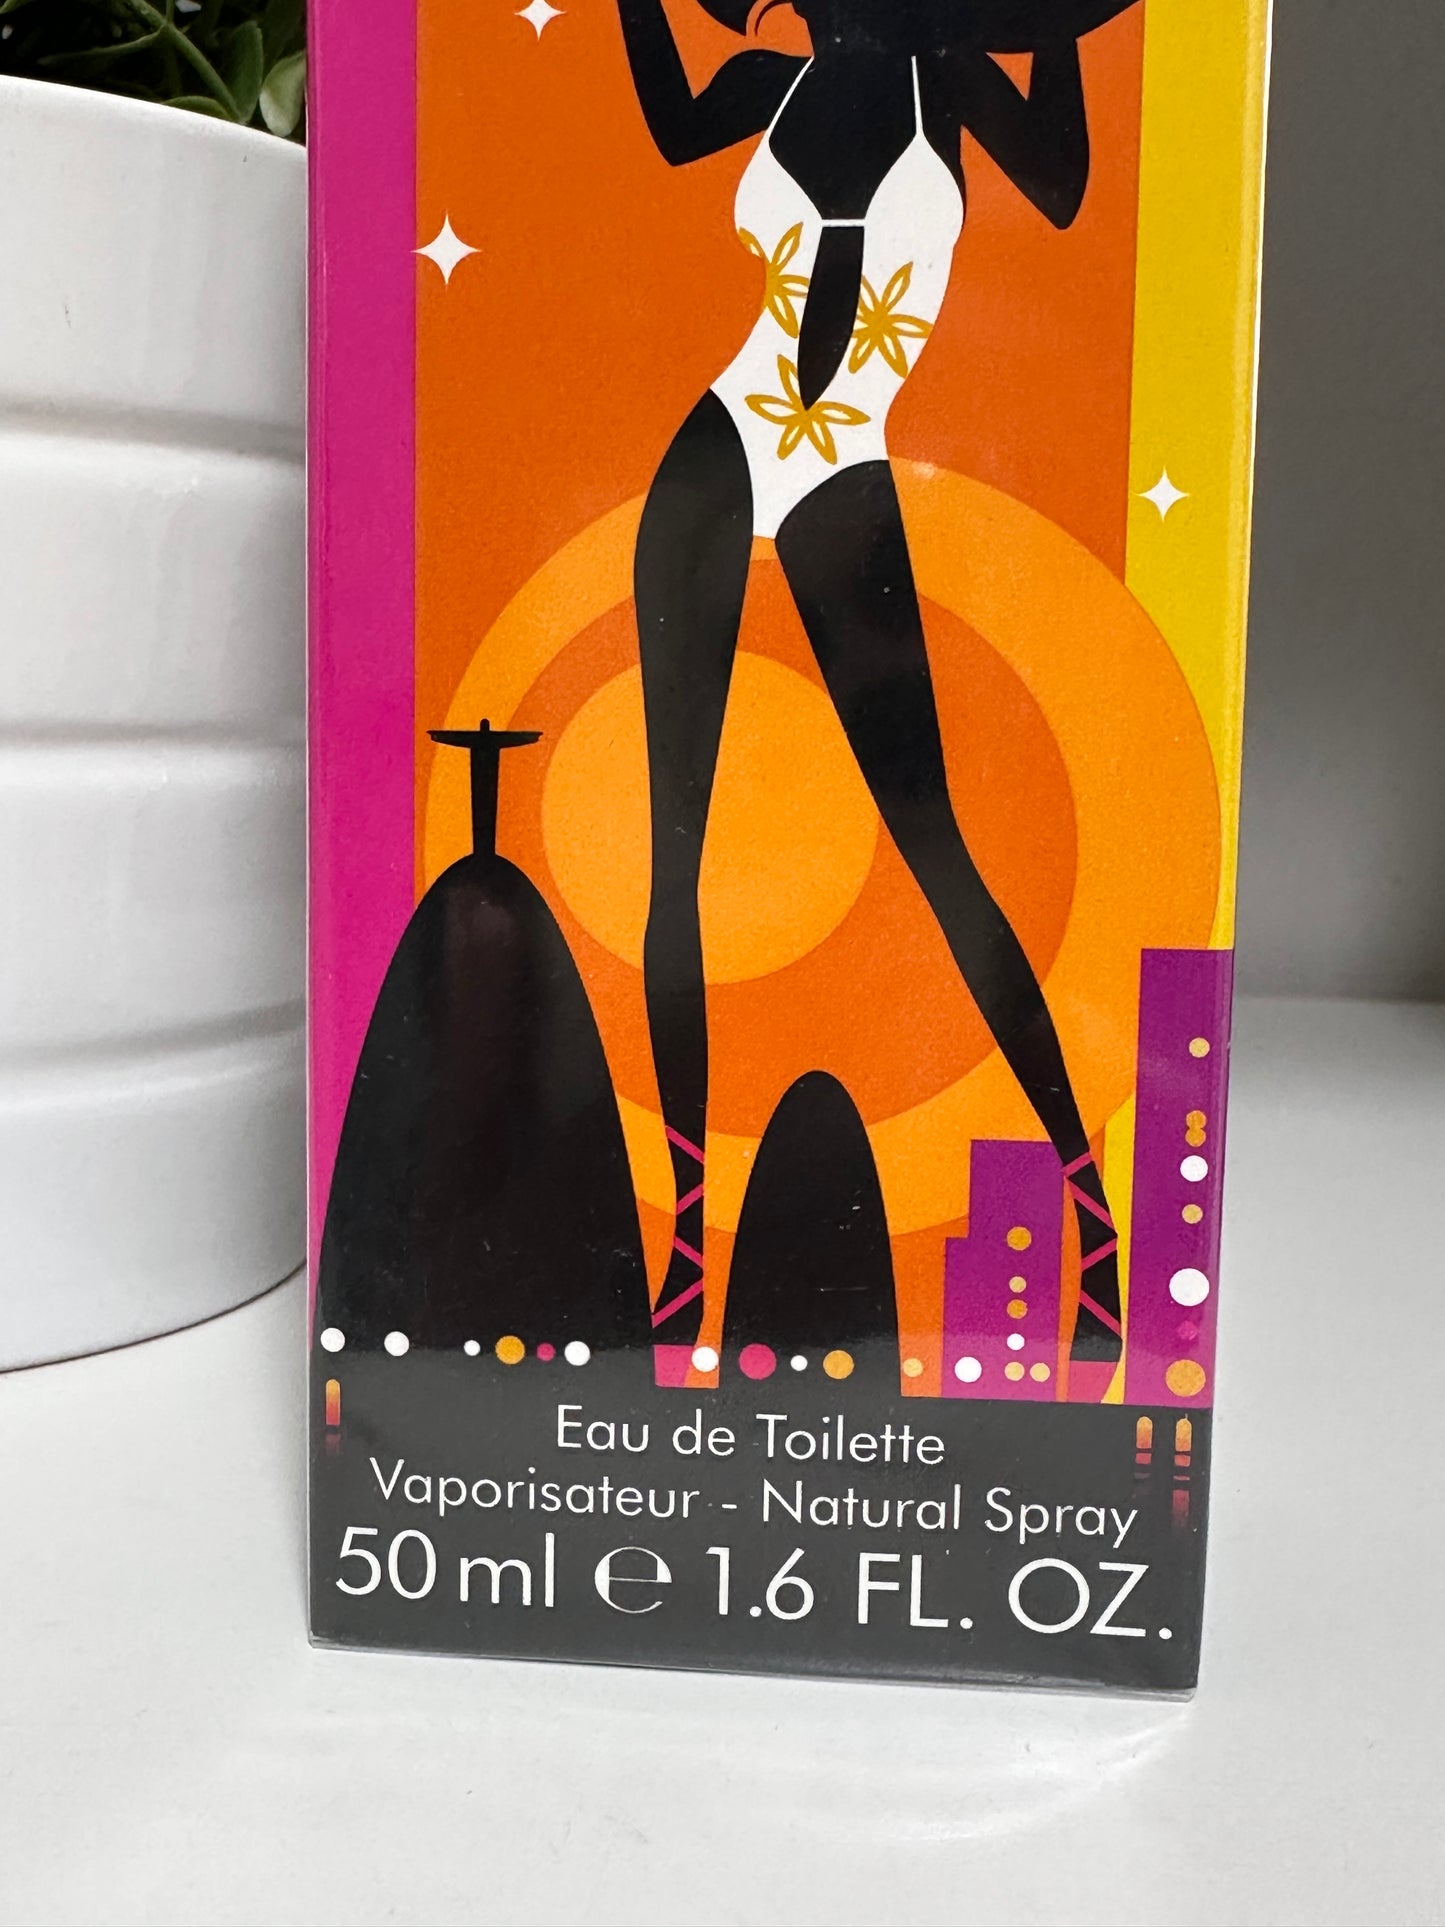 Eau de Toilette
Vaporisateur - Natural Spray
50 ml ℮ 1.6 FL. OZ.